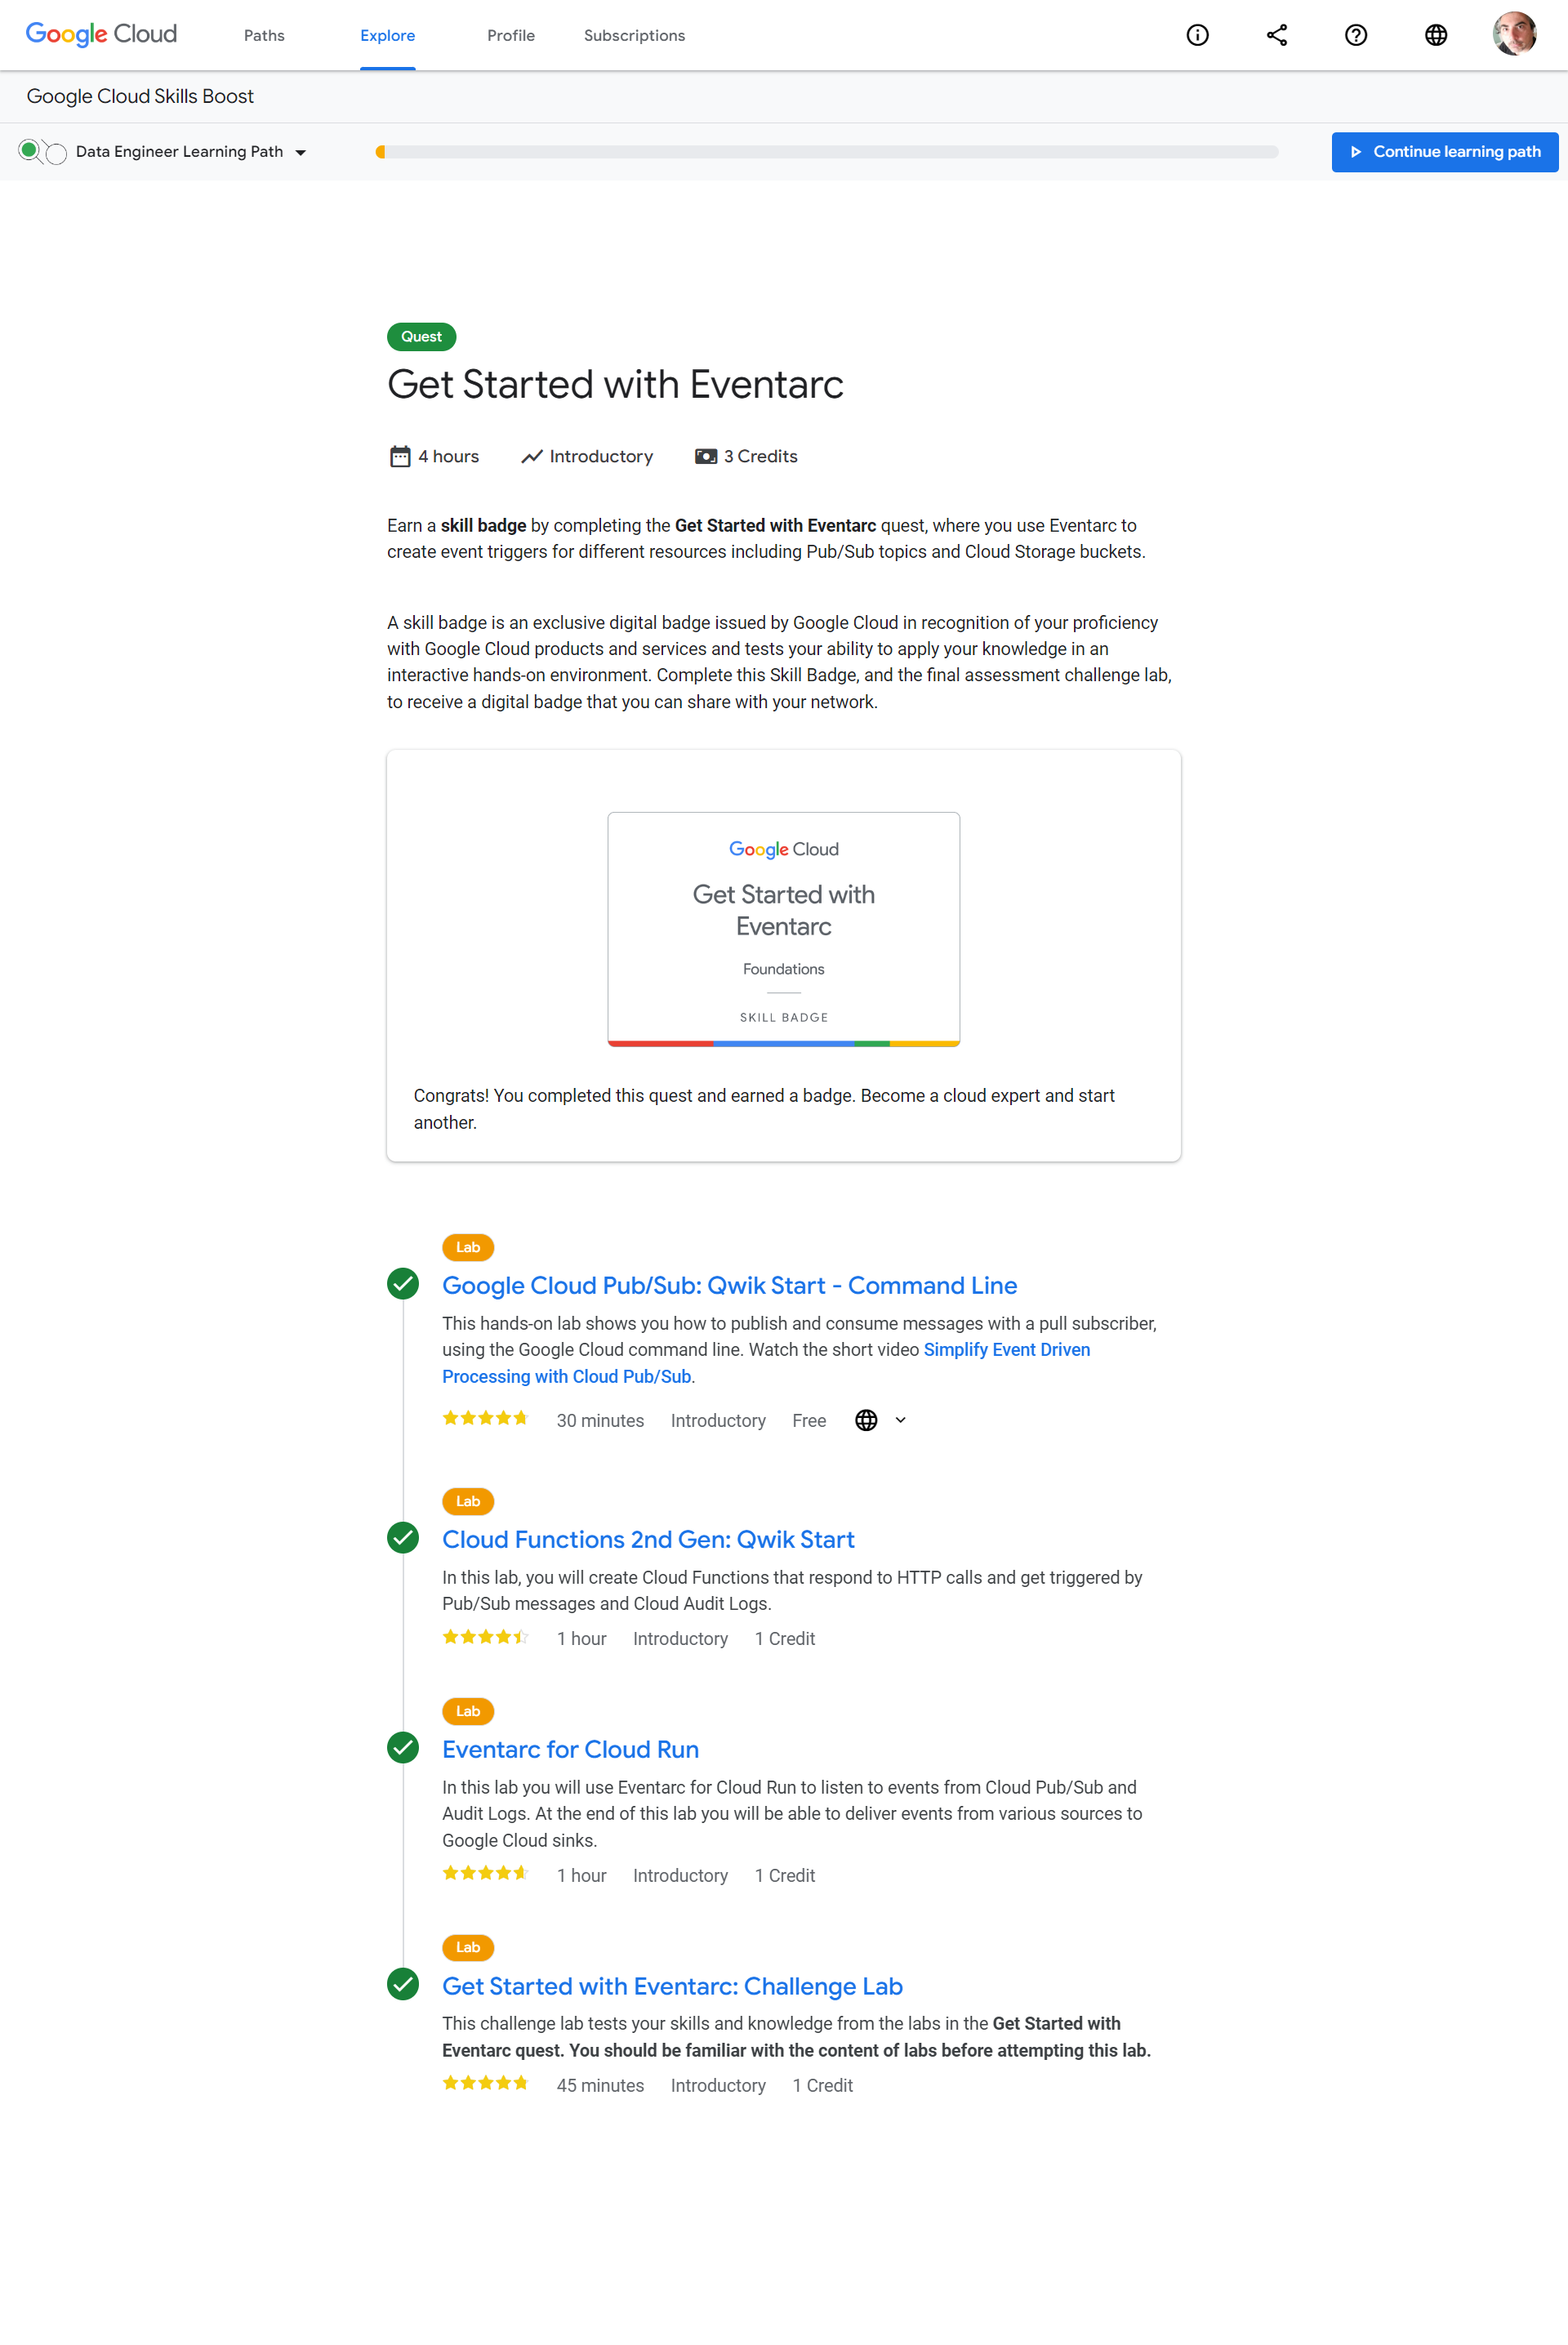 Google Cloud Paths Explore Profile Subscriptions
Google Cloud Skills Boost
Data Engineer Learning Path Continue learning path
Quest
Get Started with Eventarc
4 hours Introductory 3 Credits
Earn a skill badge by completing the Get Started with Eventarc quest, where you use Eventarc to
create event triggers for different resources including Pub/Sub topics and Cloud Storage buckets.
A skill badge is an exclusive digital badge issued by Google Cloud in recognition of your proficiency
with Google Cloud products and services and tests your ability to apply your knowledge in an
interactive hands-on environment. Complete this Skill Badge, and the final assessment challenge lab,
to receive a digital badge that you can share with your network.
Google Cloud
Get Started with
Eventarc
Foundations
SKILL BADGE
Congrats! You completed this quest and earned a badge. Become a cloud expert and start
another.
Lab
Google Cloud Pub/Sub: Qwik Start - Command Line
This hands-on lab shows you how to publish and consume messages with a pull subscriber,
using the Google Cloud command line. Watch the short video Simplify Event Driven
Processing with Cloud Pub/Sub.
30 minutes Introductory Free
Lab
Cloud Functions 2nd Gen: Qwik Start
In this lab, you will create Cloud Functions that respond to HTTP calls and get triggered by
Pub/Sub messages and Cloud Audit Logs.
1 hour Introductory 1 Credit
Lab
Eventarc for Cloud Run
In this lab you will use Eventarc for Cloud Run to listen to events from Cloud Pub/Sub and
Audit Logs. At the end of this lab you will be able to deliver events from various sources to
Google Cloud sinks.
1 hour Introductory 1 Credit
Lab
Get Started with Eventarc: Challenge Lab
This challenge lab tests your skills and knowledge from the labs in the Get Started with
Eventarc quest. You should be familiar with the content of labs before attempting this lab.
45 minutes Introductory 1 Credit